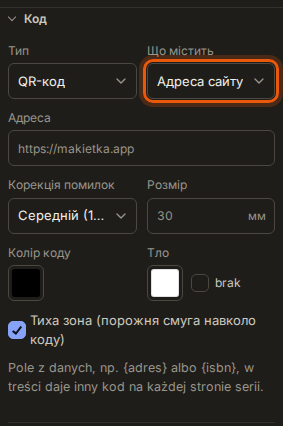 Код
Тип
Що містить
QR-код
Адреса сайту
Адреса
https://makietka.app
Корекція помилок
Розмір
Середній (1...
30
мм
Колір коду
Тло
brak
Тиха зона (порожня смуга навколо
коду)
Pole z danych, np. {adres} albo {isbn}, w
treści daje inny kod na każdej stronie serii.